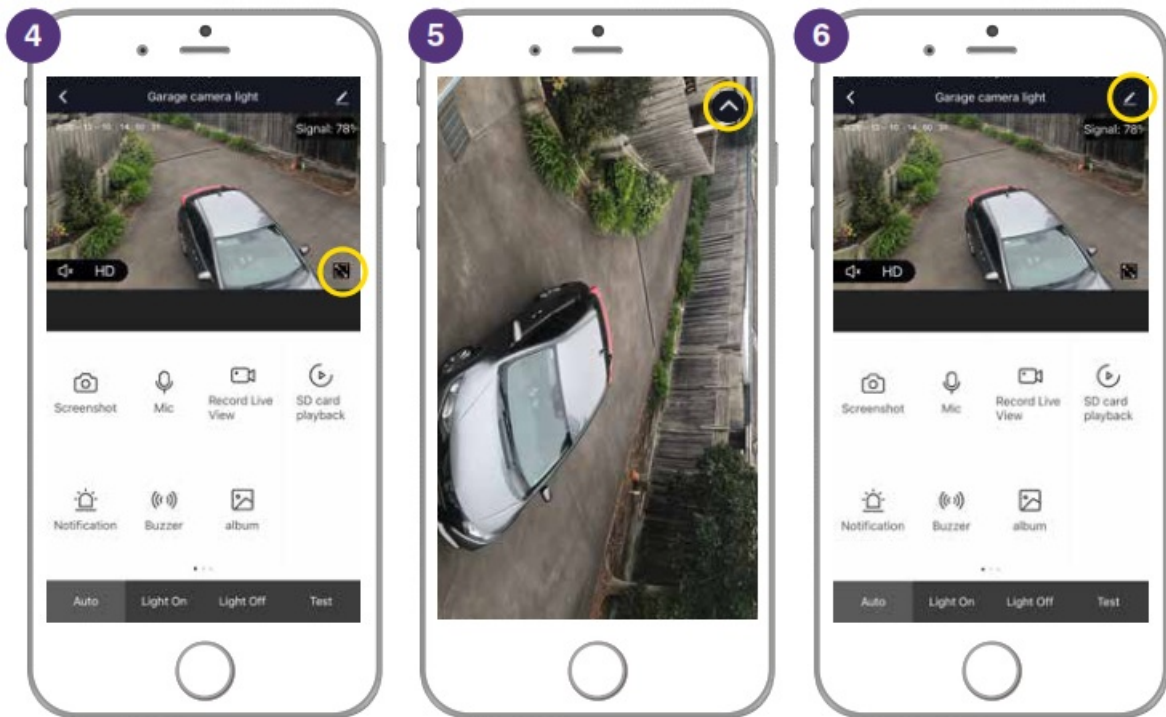 4
5
6
Garage camera light
Signal: 78%
HD
Screenshot
Mic
Record Live
View
SD card
playback
Notification
Buzzer
album
Auto
Light On
Light Off
Test
Garage camera light
Signal: 78%
HD
Screenshot
Mic
Record Live
View
SD card
playback
Notification
Buzzer
album
Auto
Light On
Light Off
Test